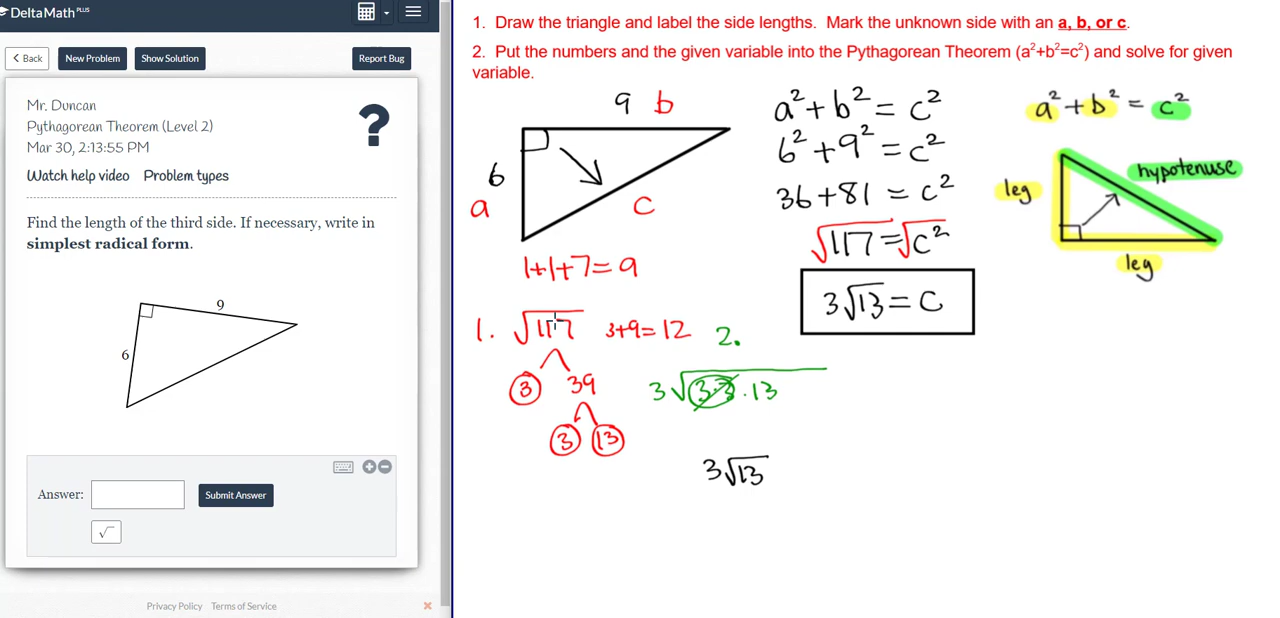 DeltaMath PLUS
< Back
New Problem
Show Solution
Report Bug
Mr. Duncan
Pythagorean Theorem (Level 2)
Mar 30, 2:13:55 PM
Watch help video Problem types
?
Find the length of the third side. If necessary, write in
simplest radical form.
9
6
Answer:
Submit Answer
√
Privacy Policy Terms of Service
1. Draw the triangle and label the side lengths. Mark the unknown side with an a, b, or c.
2. Put the numbers and the given variable into the Pythagorean Theorem (a²+b²=c²) and solve for given
variable.
9 b
6
a
c
1+1+7=9
a² + b² = c²
6² + 9² = c²
36 + 81 = c²
√117 = √c²
3√13 = c
1. √117 3+9=12
3 39
3 13
2.
3√3·3·13
3√13
a² + b² = c²
hypotenuse
leg
leg